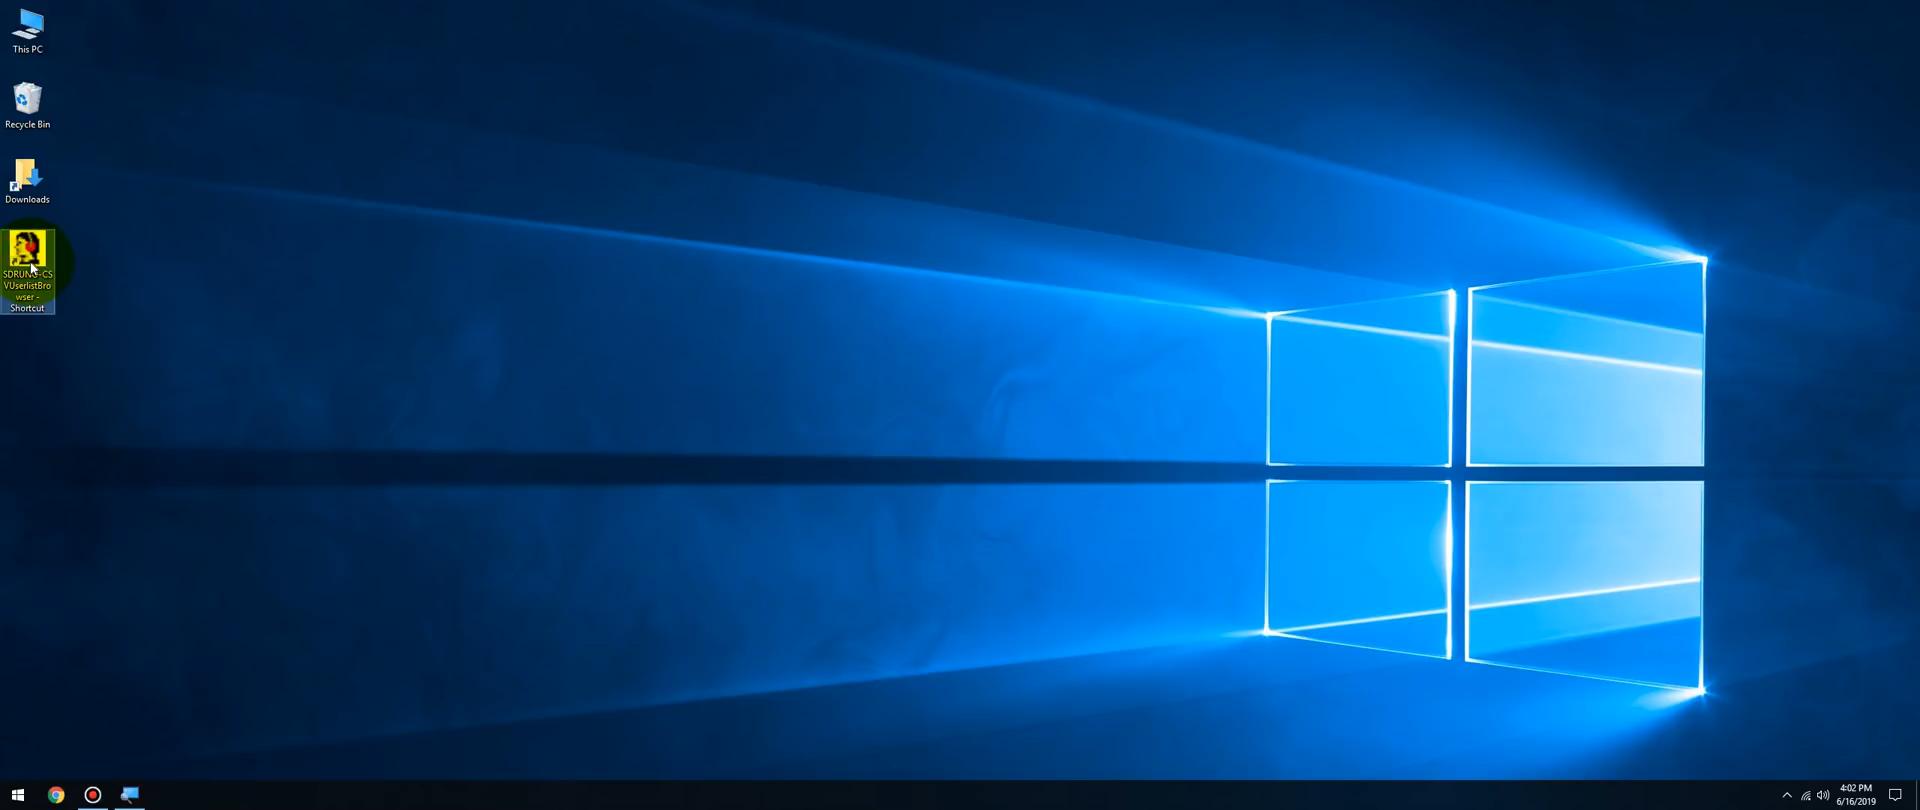 This PC
Recycle Bin
Downloads
SDRUNO-CS
VUserlistBro
wser -
Shortcut
4:02 PM
6/16/2019